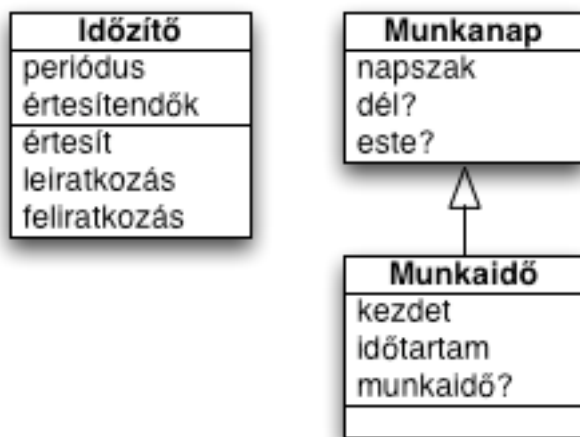 Időzítő
periódus
értesítendők
értesít
leiratkozás
feliratkozás
Munkanap
napszak
dél?
este?
Munkaidő
kezdet
időtartam
munkaidő?